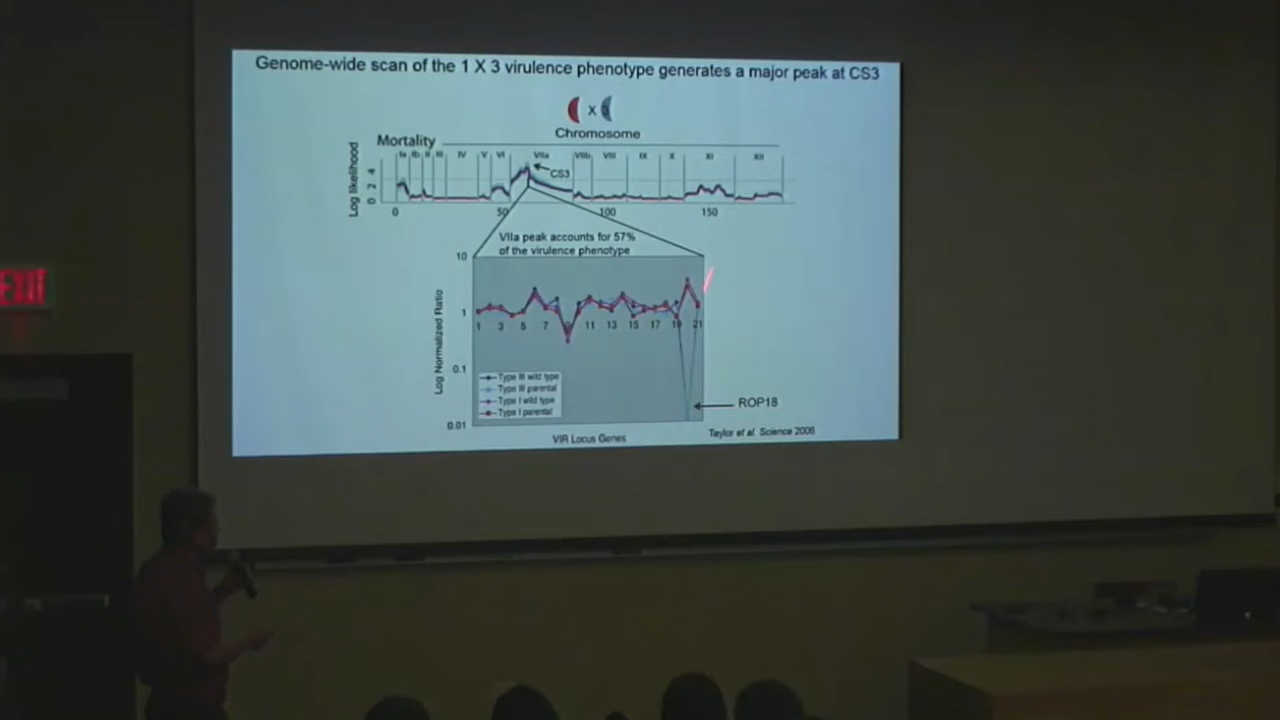 Genome-wide scan of the 1 X 3 virulence phenotype generates a major peak at CS3
X
Chromosome
Mortality
Ia Ib II III IV V VI VIIa VIIb VIII IX X XI XII
Log likelihood
0 2 4
CS3
0 50 100 150
VIIa peak accounts for 57%
of the virulence phenotype
10
1
0.1
0.01
Log Normalized Ratio
1 3 5 7 11 13 15 17 19 21
Type III wild type
Type III parental
Type I wild type
Type I parental
ROP18
VIR Locus Genes
Taylor et al. Science 2006
EXIT